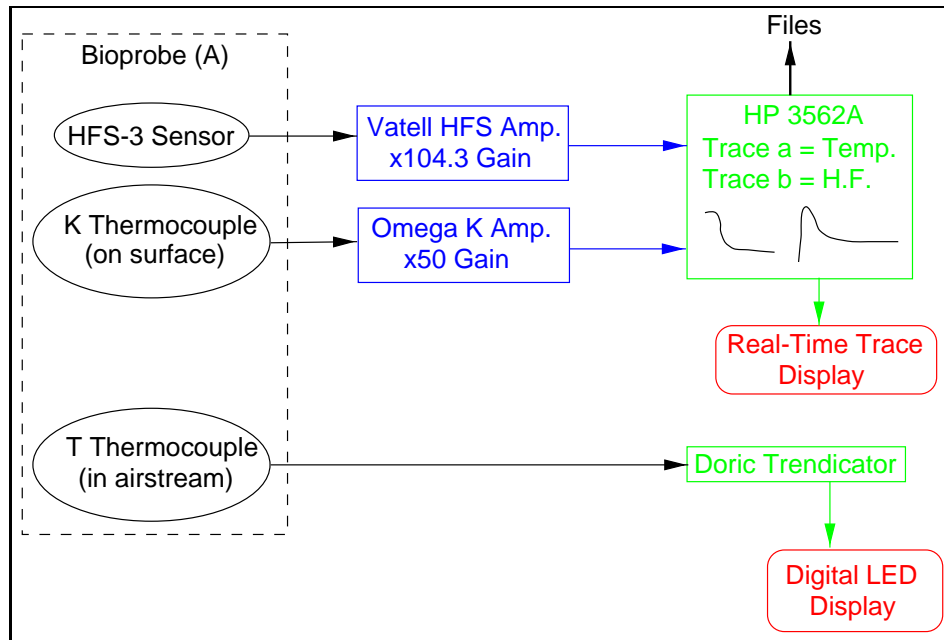 Files
Bioprobe (A)
HFS-3 Sensor
Vatell HFS Amp.
x104.3 Gain
HP 3562A
Trace a = Temp.
Trace b = H.F.
K Thermocouple
(on surface)
Omega K Amp.
x50 Gain
Real-Time Trace
Display
T Thermocouple
(in airstream)
Doric Trendicator
Digital LED
Display